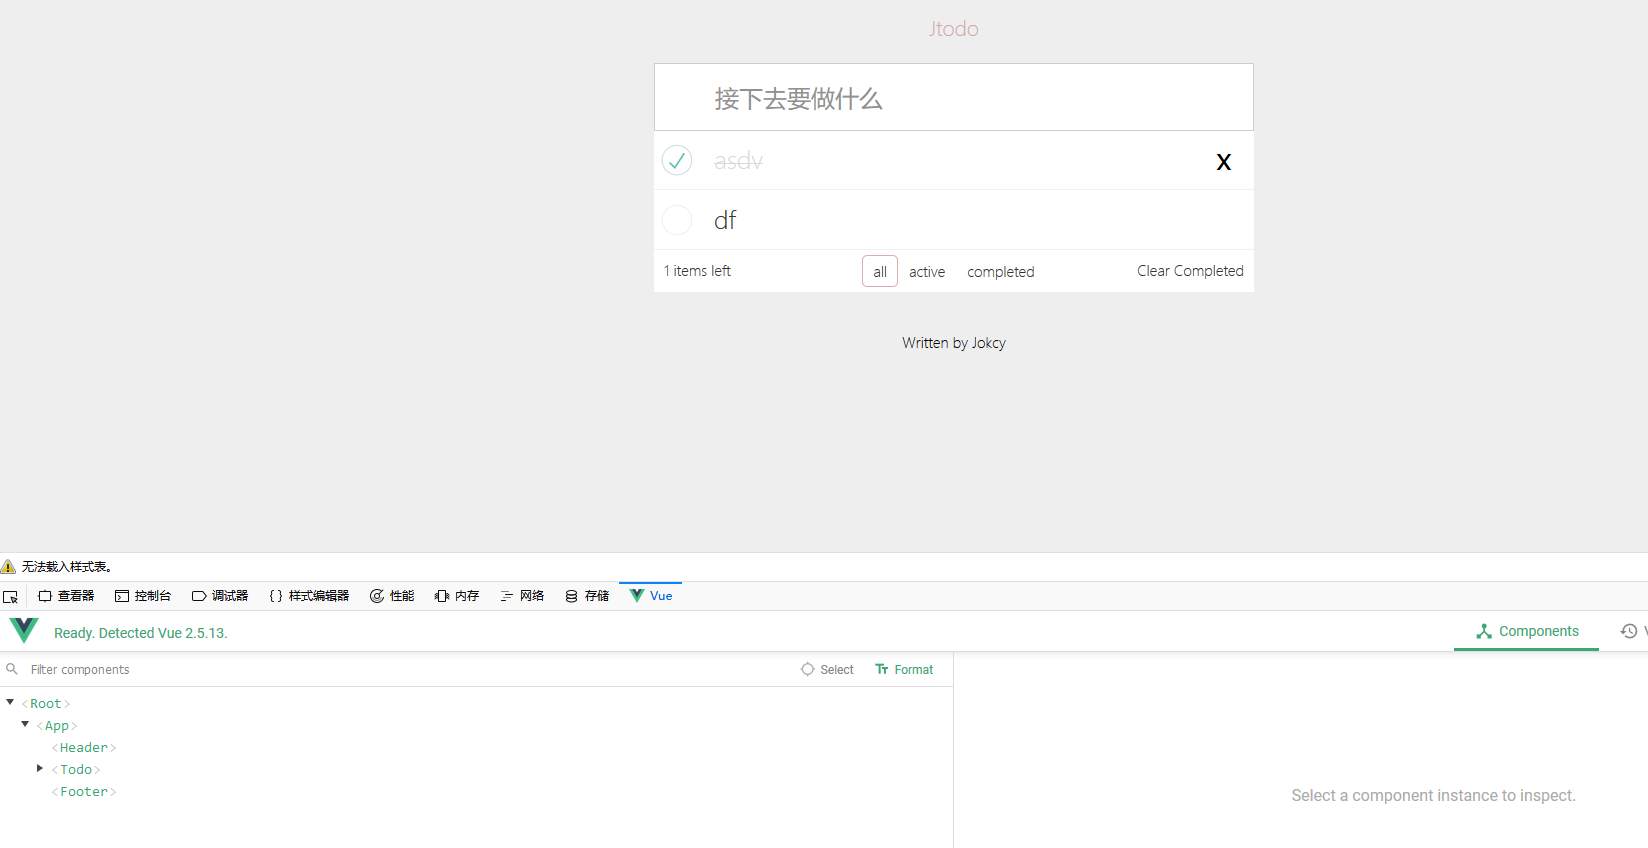 Jtodo
接下去要做什么
asdv X
df
1 items left all active completed Clear Completed
Written by Jokcy
无法载入样式表。
查看器 控制台 调试器 {} 样式编辑器 性能 内存 网络 存储 Vue
Ready. Detected Vue 2.5.13. Components V
Filter components Select Format
<Root>
<App>
<Header>
<Todo>
<Footer>
Select a component instance to inspect.